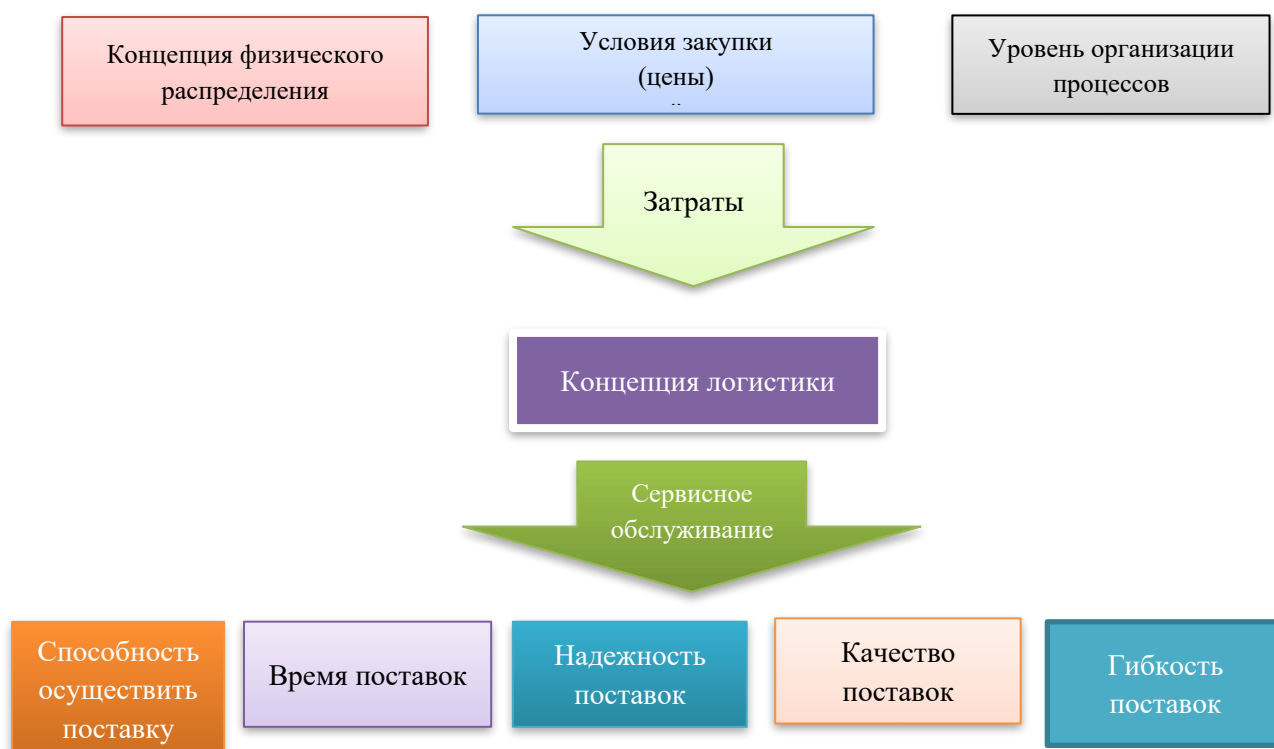 Концепция физического
распределения
Условия закупки
(цены)
Уровень организации
процессов
Затраты
Концепция логистики
Сервисное
обслуживание
Способность
осуществить
поставку
Время поставок
Надежность
поставок
Качество
поставок
Гибкость
поставок